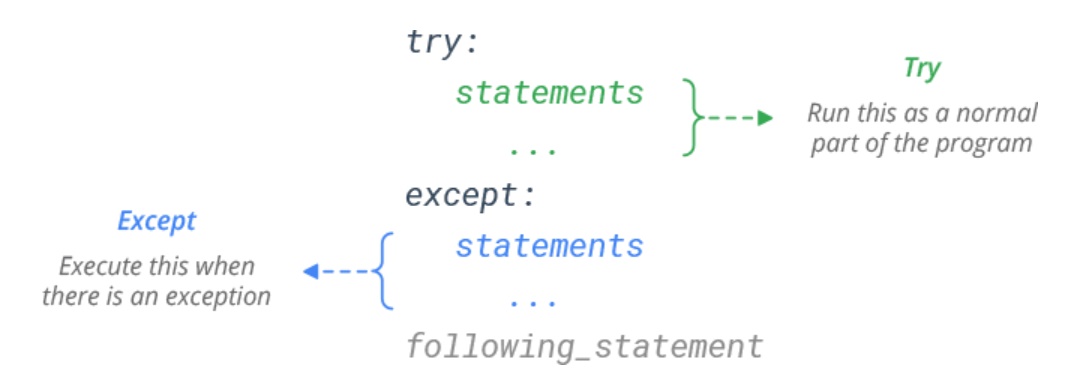 try:
statements
...
Try
Run this as a normal
part of the program
except:
statements
...
Except
Execute this when
there is an exception
following_statement